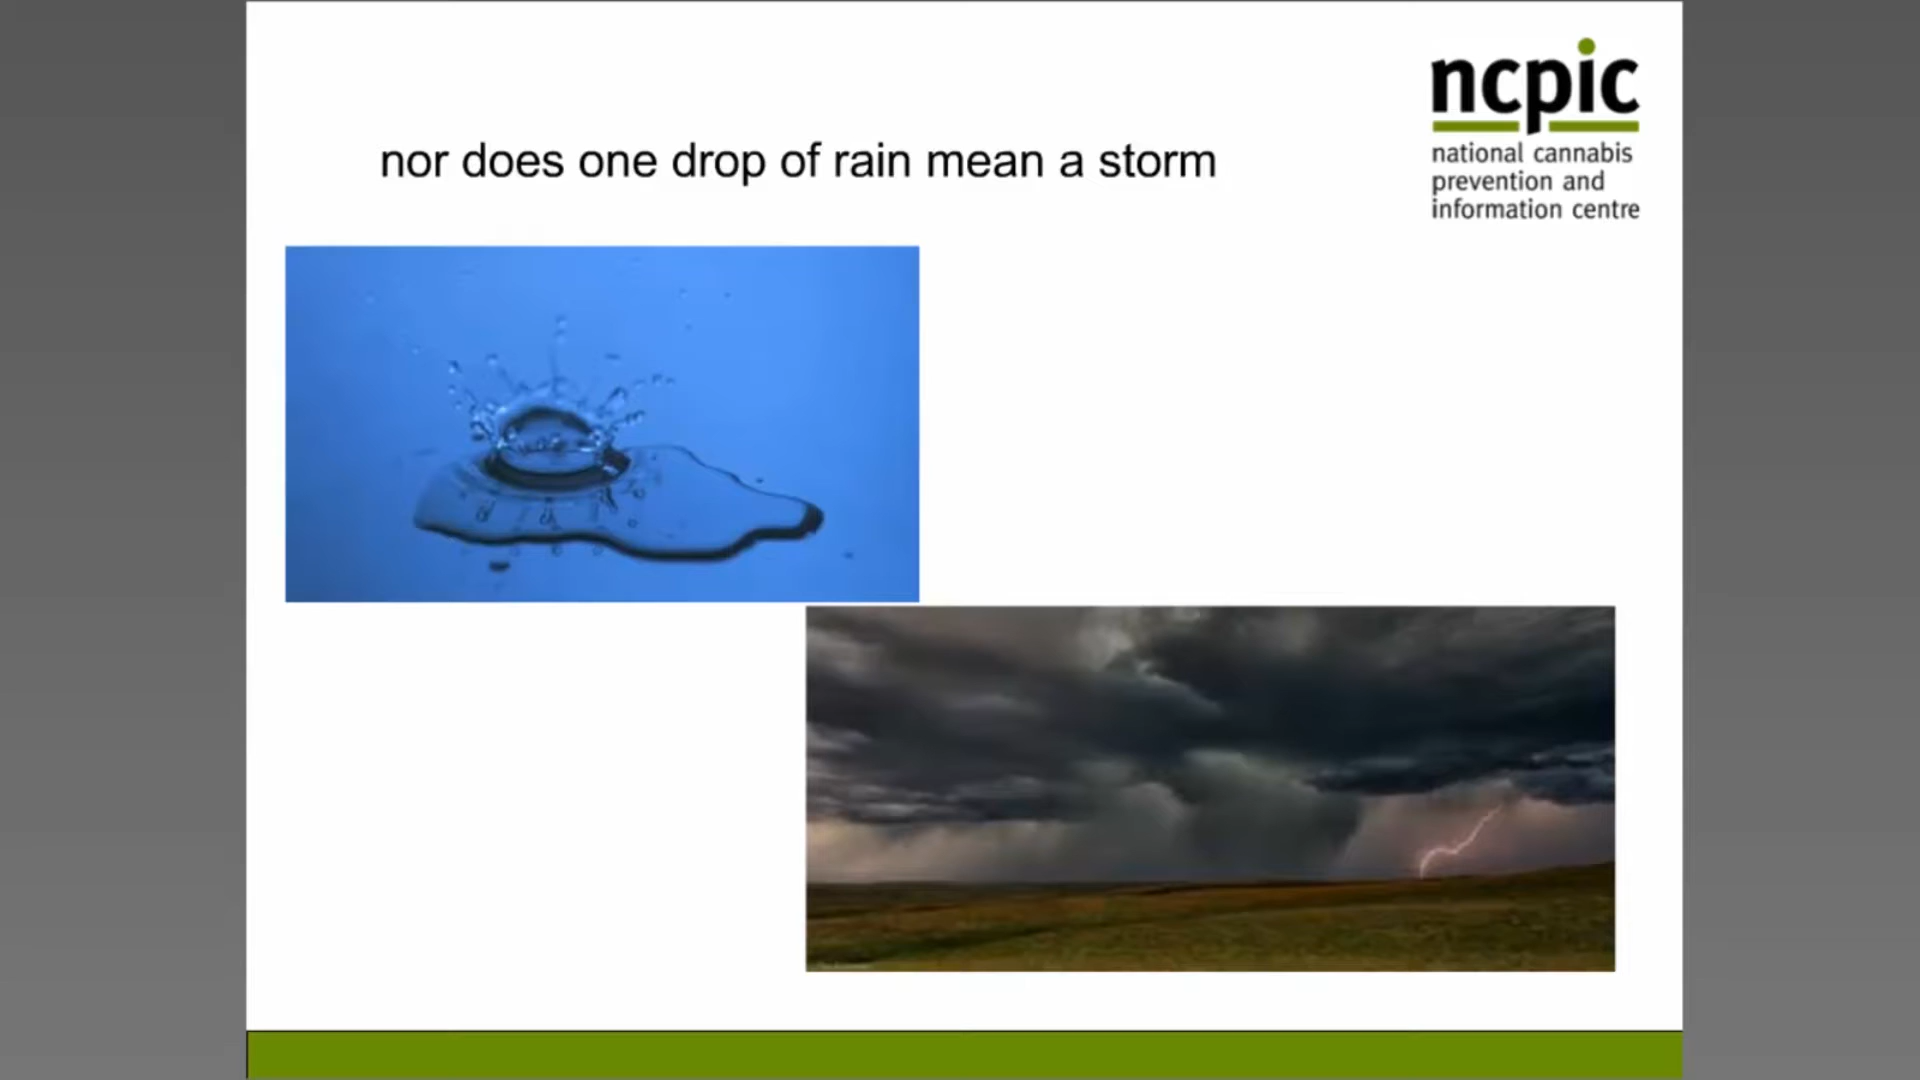 nor does one drop of rain mean a storm
ncpic
national cannabis
prevention and
information centre